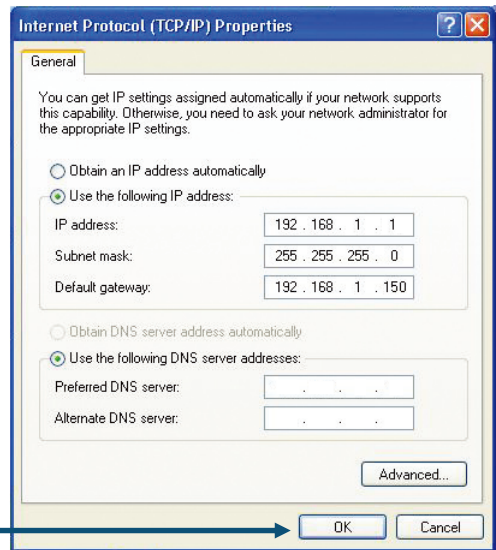 Internet Protocol (TCP/IP) Properties
General
You can get IP settings assigned automatically if your network supports
this capability. Otherwise, you need to ask your network administrator for
the appropriate IP settings.
Obtain an IP address automatically
Use the following IP address:
IP address: 192 . 168 . 1 . 1
Subnet mask: 255 . 255 . 255 . 0
Default gateway: 192 . 168 . 1 . 150
Obtain DNS server address automatically
Use the following DNS server addresses:
Preferred DNS server: . . .
Alternate DNS server: . . .
Advanced...
OK Cancel